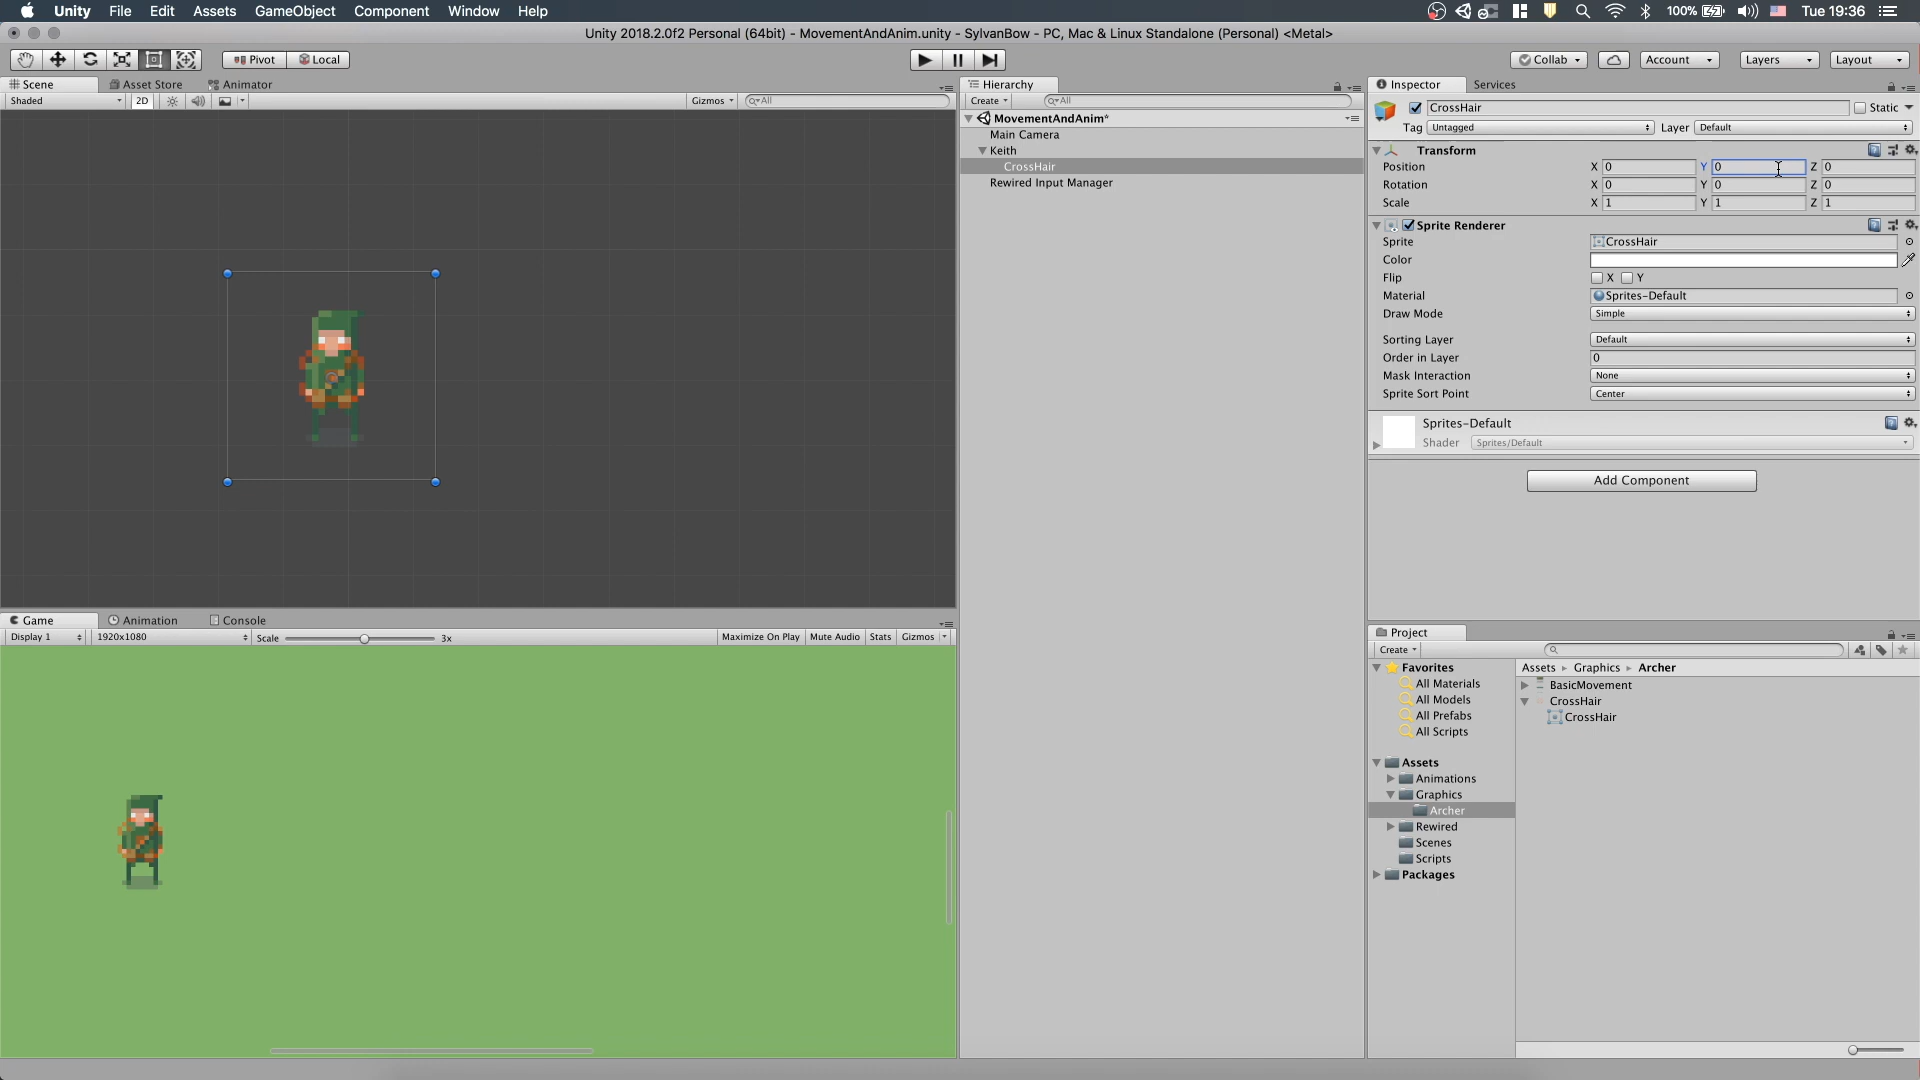 Unity File Edit Assets GameObject Component Window Help 100% Tue 19:36
Unity 2018.2.0f2 Personal (64bit) - MovementAndAnim.unity - SylvanBow - PC, Mac & Linux Standalone (Personal) <Metal>
Pivot Local Collab Account Layers Layout
Scene Asset Store Animator
Shaded 2D Gizmos All
Hierarchy
Create All
MovementAndAnim*
Main Camera
Keith
CrossHair
Rewired Input Manager
Inspector Services
CrossHair Static
Tag Untagged Layer Default
Transform
Position X 0 Y 0 Z 0
Rotation X 0 Y 0 Z 0
Scale X 1 Y 1 Z 1
Sprite Renderer
Sprite CrossHair
Color
Flip X Y
Material Sprites-Default
Draw Mode Simple
Sorting Layer Default
Order in Layer 0
Mask Interaction None
Sprite Sort Point Center
Sprites-Default
Shader Sprites/Default
Add Component
Game Animation Console
Display 1 1920x1080 Scale 3x Maximize On Play Mute Audio Stats Gizmos
Project
Create
Favorites
All Materials
All Models
All Prefabs
All Scripts
Assets
Animations
Graphics
Archer
Rewired
Scenes
Scripts
Packages
Assets Graphics Archer
BasicMovement
CrossHair
CrossHair